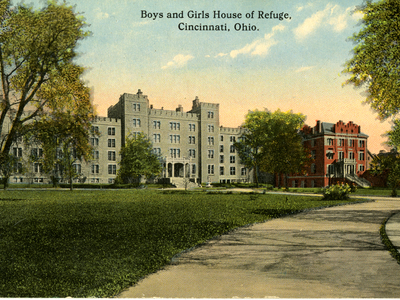 Boys and Girls House of Refuge,
Cincinnati, Ohio.